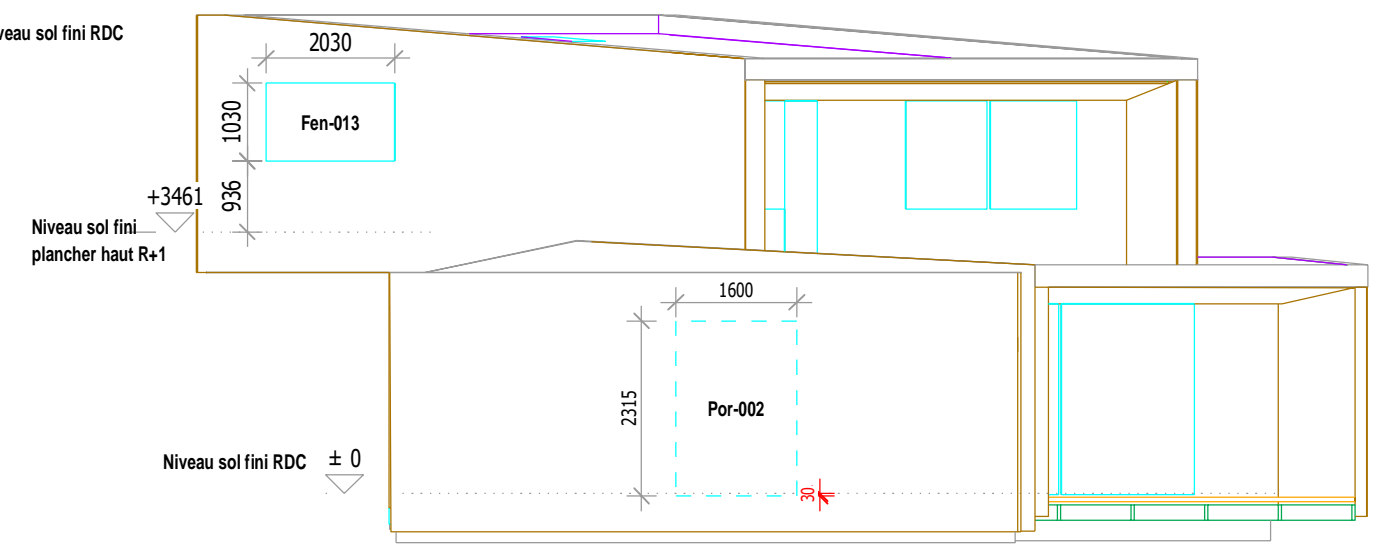 veau sol fini RDC
2030
1030
Fen-013
936
+3461
Niveau sol fini
plancher haut R+1
1600
2315
Por-002
Niveau sol fini RDC ± 0
30